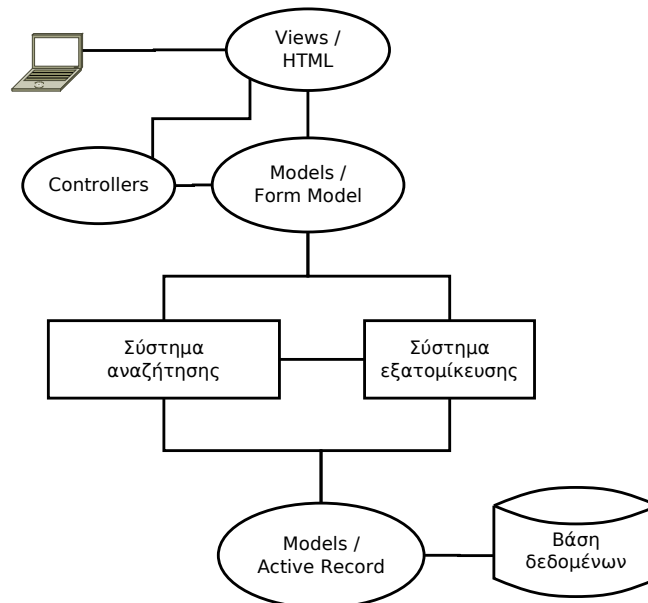 Views /
HTML
Controllers
Models /
Form Model
Σύστημα
αναζήτησης
Σύστημα
εξατομίκευσης
Models /
Active Record
Βάση
δεδομένων